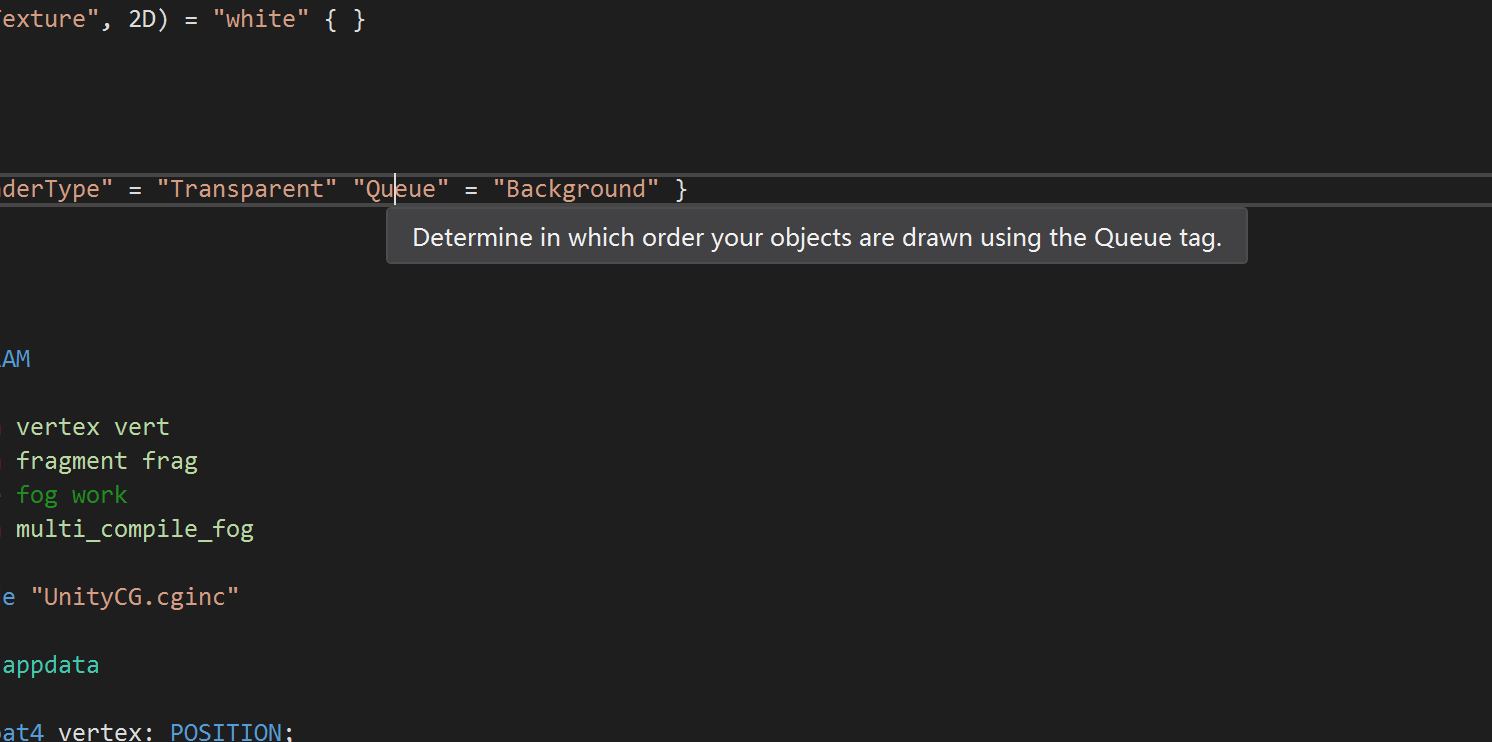 exture", 2D) = "white" { }
derType" = "Transparent" "Queue" = "Background" }
Determine in which order your objects are drawn using the Queue tag.
AM
vertex vert
fragment frag
fog work
multi_compile_fog
e "UnityCG.cginc"
appdata
at4 vertex: POSITION;